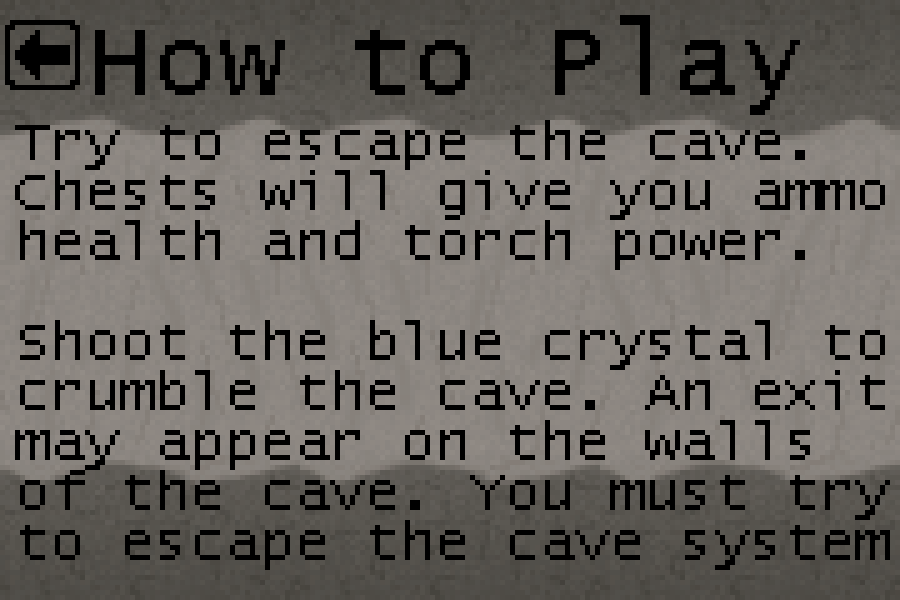 How to Play
Try to escape the cave.
Chests will give you ammo
health and torch power.
Shoot the blue crystal to
crumble the cave. An exit
may appear on the walls
of the cave. You must try
to escape the cave system